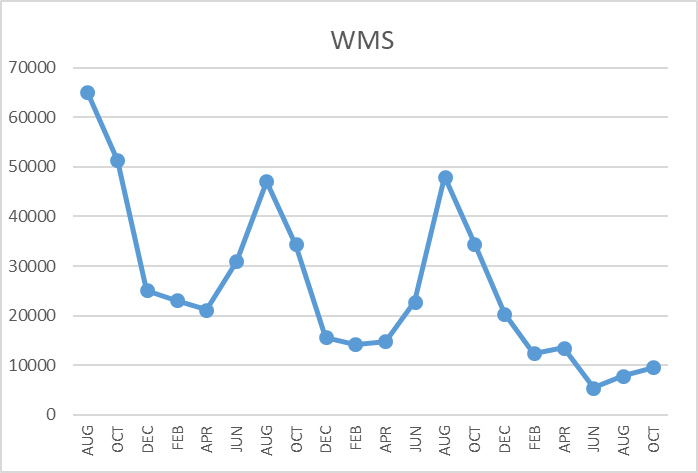 WMS
70000
60000
50000
40000
30000
20000
10000
0
AUG
OCT
DEC
FEB
APR
JUN
AUG
OCT
DEC
FEB
APR
JUN
AUG
OCT
DEC
FEB
APR
JUN
AUG
OCT